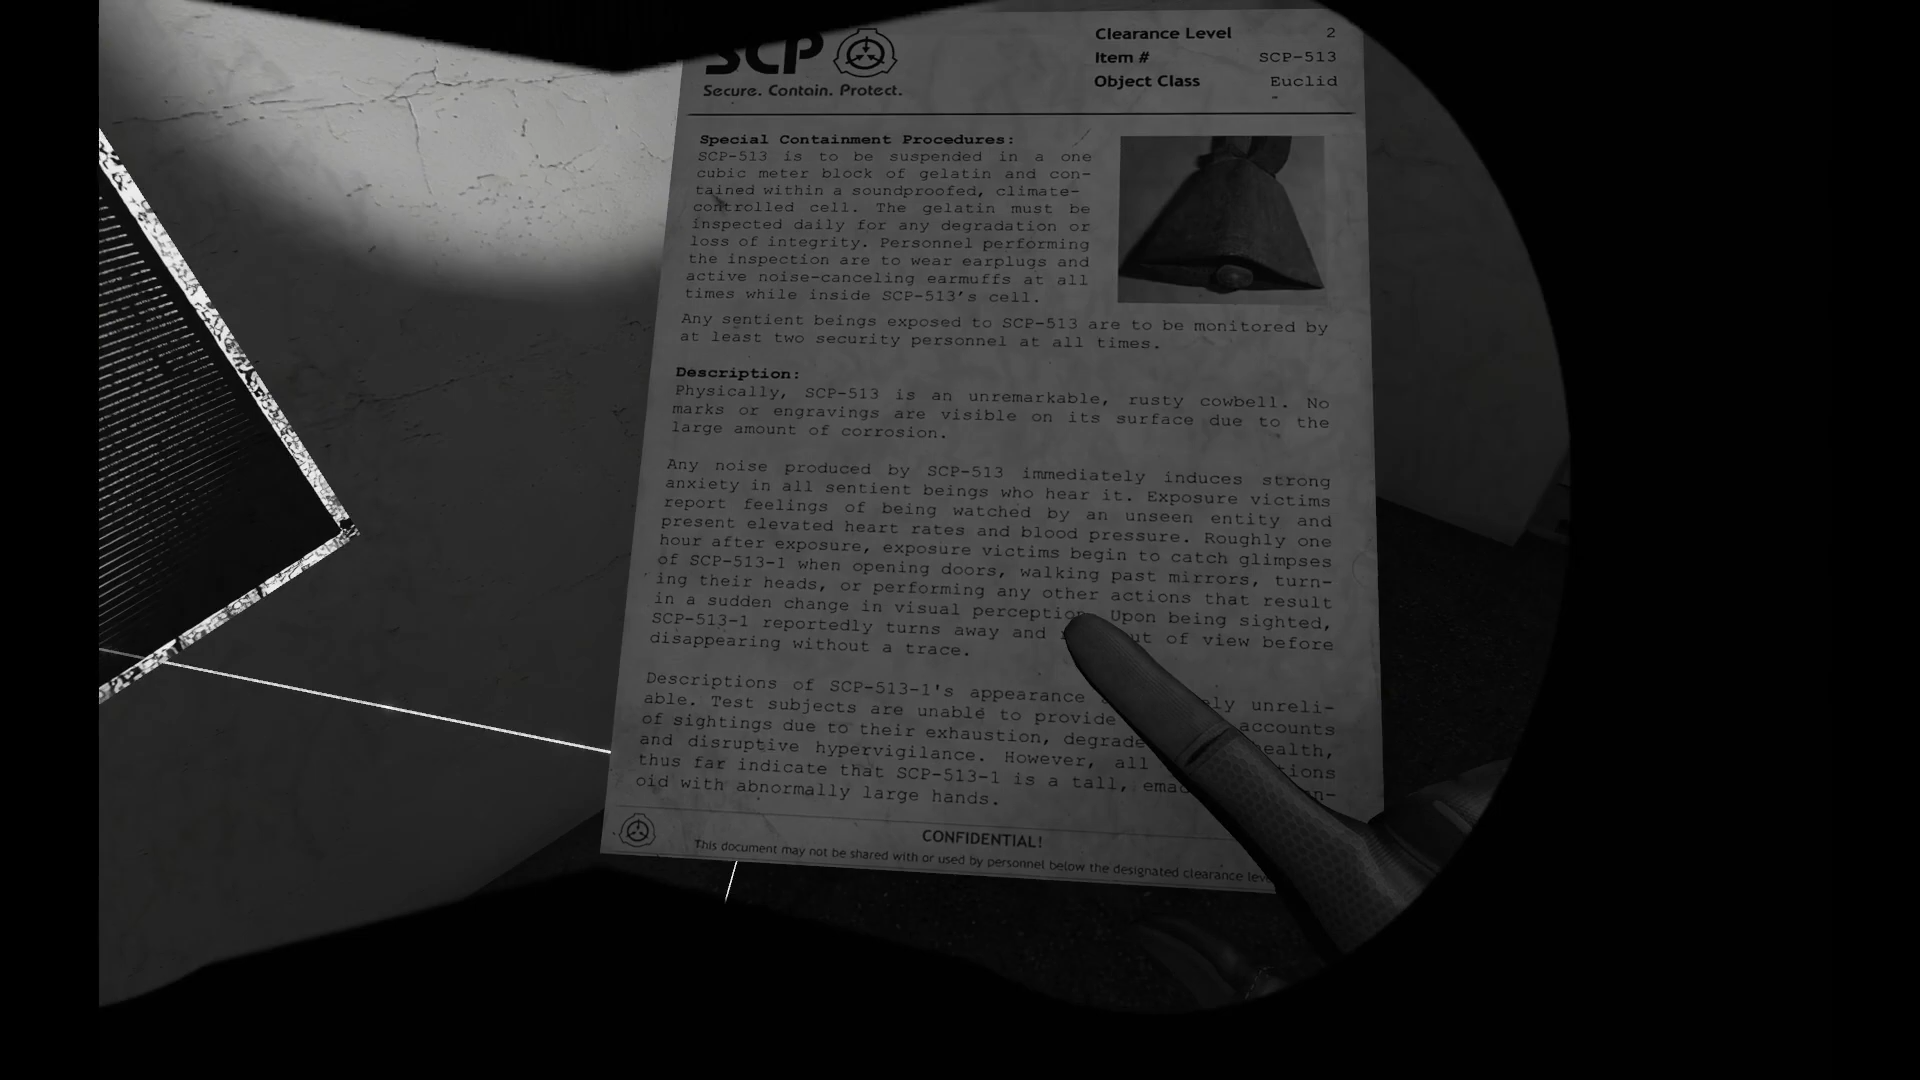 SCP
Secure. Contain. Protect.
Clearance Level 2
Item # SCP-513
Object Class Euclid
Special Containment Procedures:
SCP-513 is to be suspended in a one
cubic meter block of gelatin and con-
tained within a soundproofed, climate-
controlled cell. The gelatin must be
inspected daily for any degradation or
loss of integrity. Personnel performing
the inspection are to wear earplugs and
active noise-canceling earmuffs at all
times while inside SCP-513's cell.
Any sentient beings exposed to SCP-513 are to be monitored by
at least two security personnel at all times.
Description:
Physically, SCP-513 is an unremarkable, rusty cowbell. No
marks or engravings are visible on its surface due to the
large amount of corrosion.
Any noise produced by SCP-513 immediately induces strong
anxiety in all sentient beings who hear it. Exposure victims
report feelings of being watched by an unseen entity and
present elevated heart rates and blood pressure. Roughly one
hour after exposure, exposure victims begin to catch glimpses
of SCP-513-1 when opening doors, walking past mirrors, turn-
ing their heads, or performing any other actions that result
in a sudden change in visual perception. Upon being sighted,
SCP-513-1 reportedly turns away and out of view before
disappearing without a trace.
Descriptions of SCP-513-1's appearance unreli-
able. Test subjects are unable to provide accounts
of sightings due to their exhaustion, health,
and disruptive hypervigilance. However, all
thus far indicate that SCP-513-1 is a tall,
oid with abnormally large hands.
CONFIDENTIAL!
This document may not be shared with or used by personnel below the designated clearance